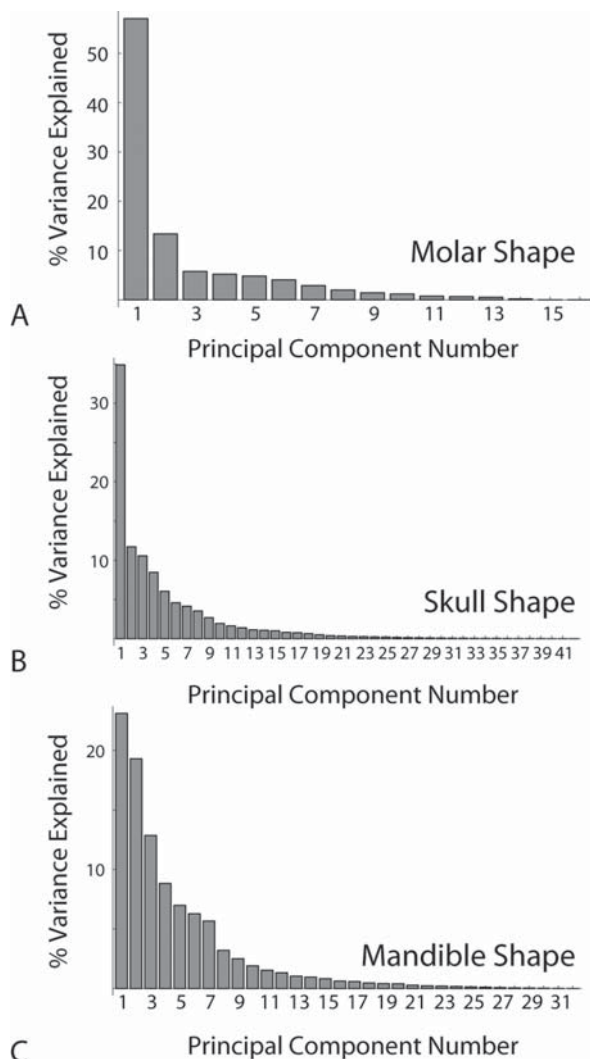 % Variance Explained
50
40
30
20
10
Molar Shape
A
1 3 5 7 9 11 13 15
Principal Component Number
% Variance Explained
30
20
10
Skull Shape
1 3 5 7 9 11 13 15 17 19 21 23 25 27 29 31 33 35 37 39 41
B
Principal Component Number
% Variance Explained
20
10
Mandible Shape
1 3 5 7 9 11 13 15 17 19 21 23 25 27 29 31
C
Principal Component Number